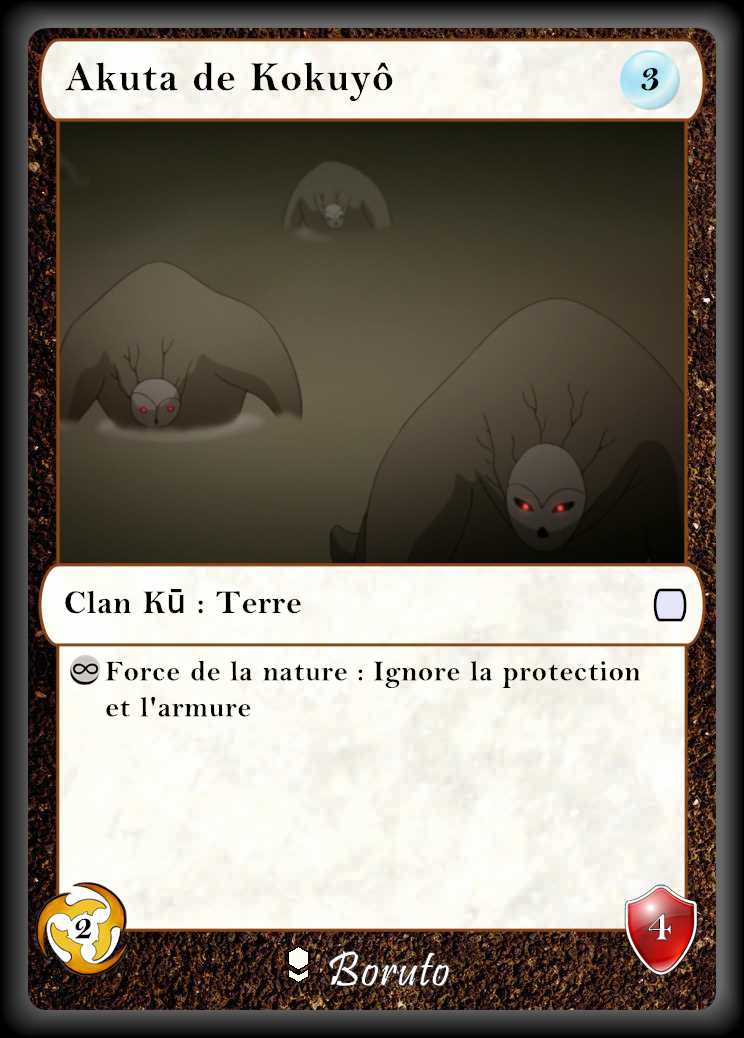 Akuta de Kokuyô
3
Clan Kū : Terre
∞ Force de la nature : Ignore la protection
et l'armure
2
4
Boruto